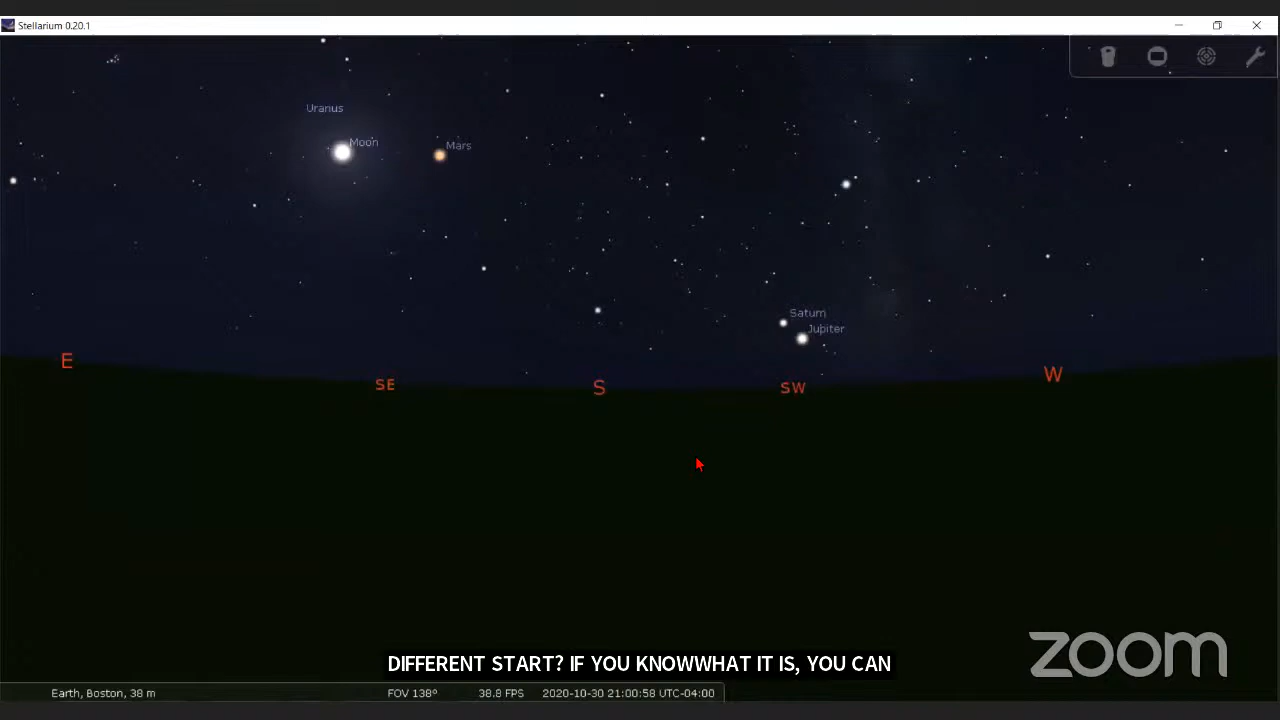 Stellarium 0.20.1
Uranus
Moon
Mars
Saturn
Jupiter
E
SE
S
SW
W
zoom
DIFFERENT START? IF YOU KNOWWHAT IT IS, YOU CAN
Earth, Boston, 38 m FOV 138° 38.8 FPS 2020-10-30 21:00:58 UTC-04:00